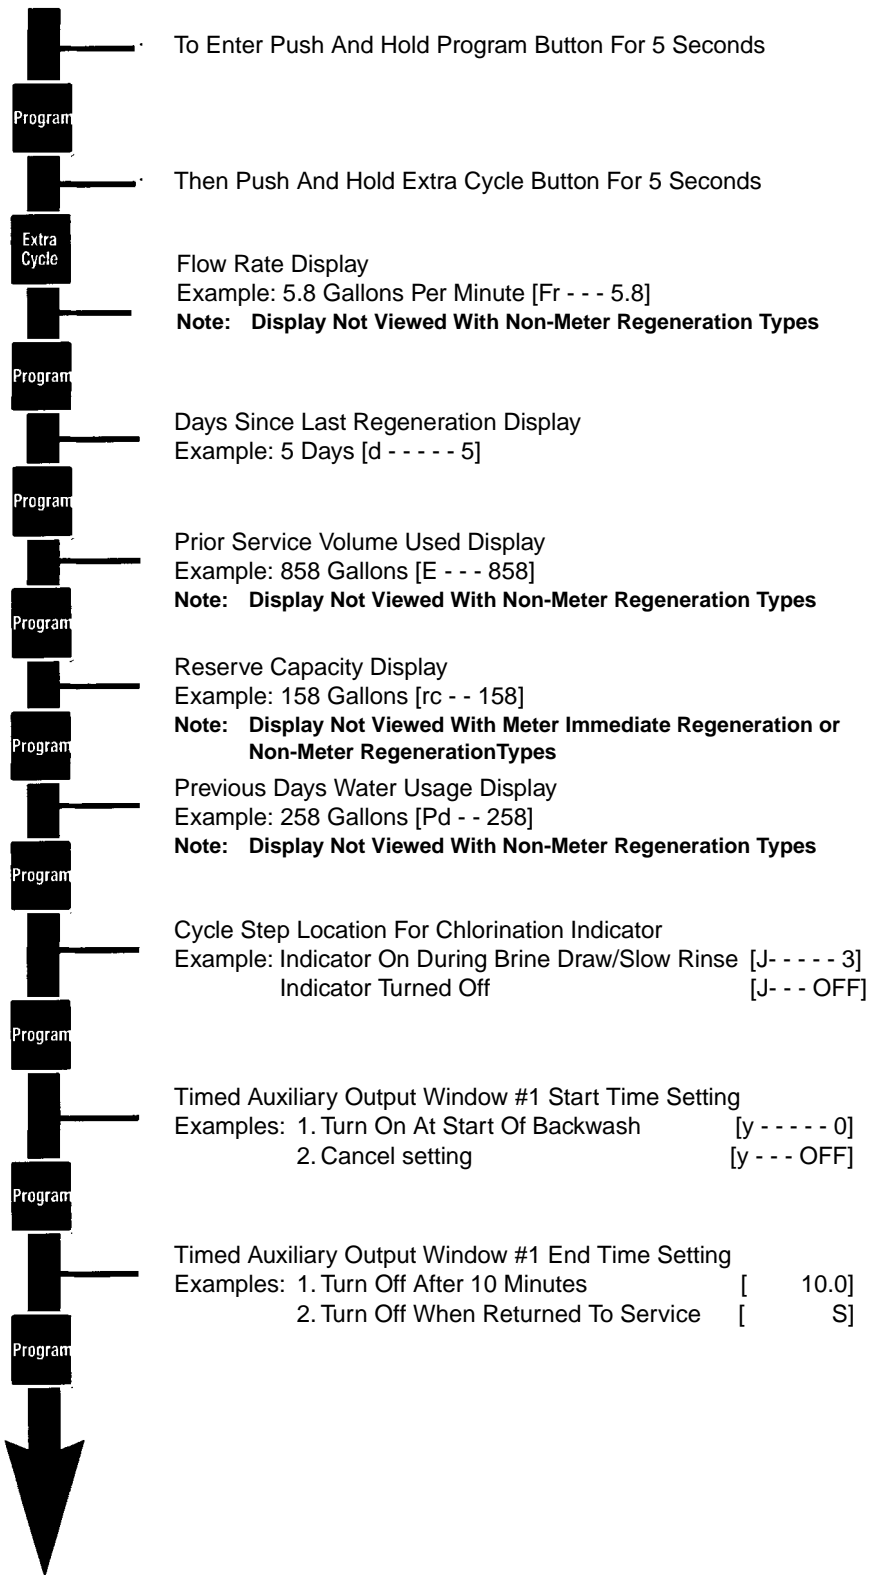 To Enter Push And Hold Program Button For 5 Seconds
Program
Then Push And Hold Extra Cycle Button For 5 Seconds
Extra
Cycle
Flow Rate Display
Example: 5.8 Gallons Per Minute [Fr - - - 5.8]
Note: Display Not Viewed With Non-Meter Regeneration Types
Program
Days Since Last Regeneration Display
Example: 5 Days [d - - - - - 5]
Program
Prior Service Volume Used Display
Example: 858 Gallons [E - - - 858]
Note: Display Not Viewed With Non-Meter Regeneration Types
Program
Reserve Capacity Display
Example: 158 Gallons [rc - - 158]
Note: Display Not Viewed With Meter Immediate Regeneration or
Non-Meter RegenerationTypes
Program
Previous Days Water Usage Display
Example: 258 Gallons [Pd - - 258]
Note: Display Not Viewed With Non-Meter Regeneration Types
Program
Cycle Step Location For Chlorination Indicator
Example: Indicator On During Brine Draw/Slow Rinse [J- - - - - 3]
Indicator Turned Off [J- - - OFF]
Program
Timed Auxiliary Output Window #1 Start Time Setting
Examples: 1. Turn On At Start Of Backwash [y - - - - - 0]
2. Cancel setting [y - - - OFF]
Program
Timed Auxiliary Output Window #1 End Time Setting
Examples: 1. Turn Off After 10 Minutes [ 10.0]
2. Turn Off When Returned To Service [ S]
Program